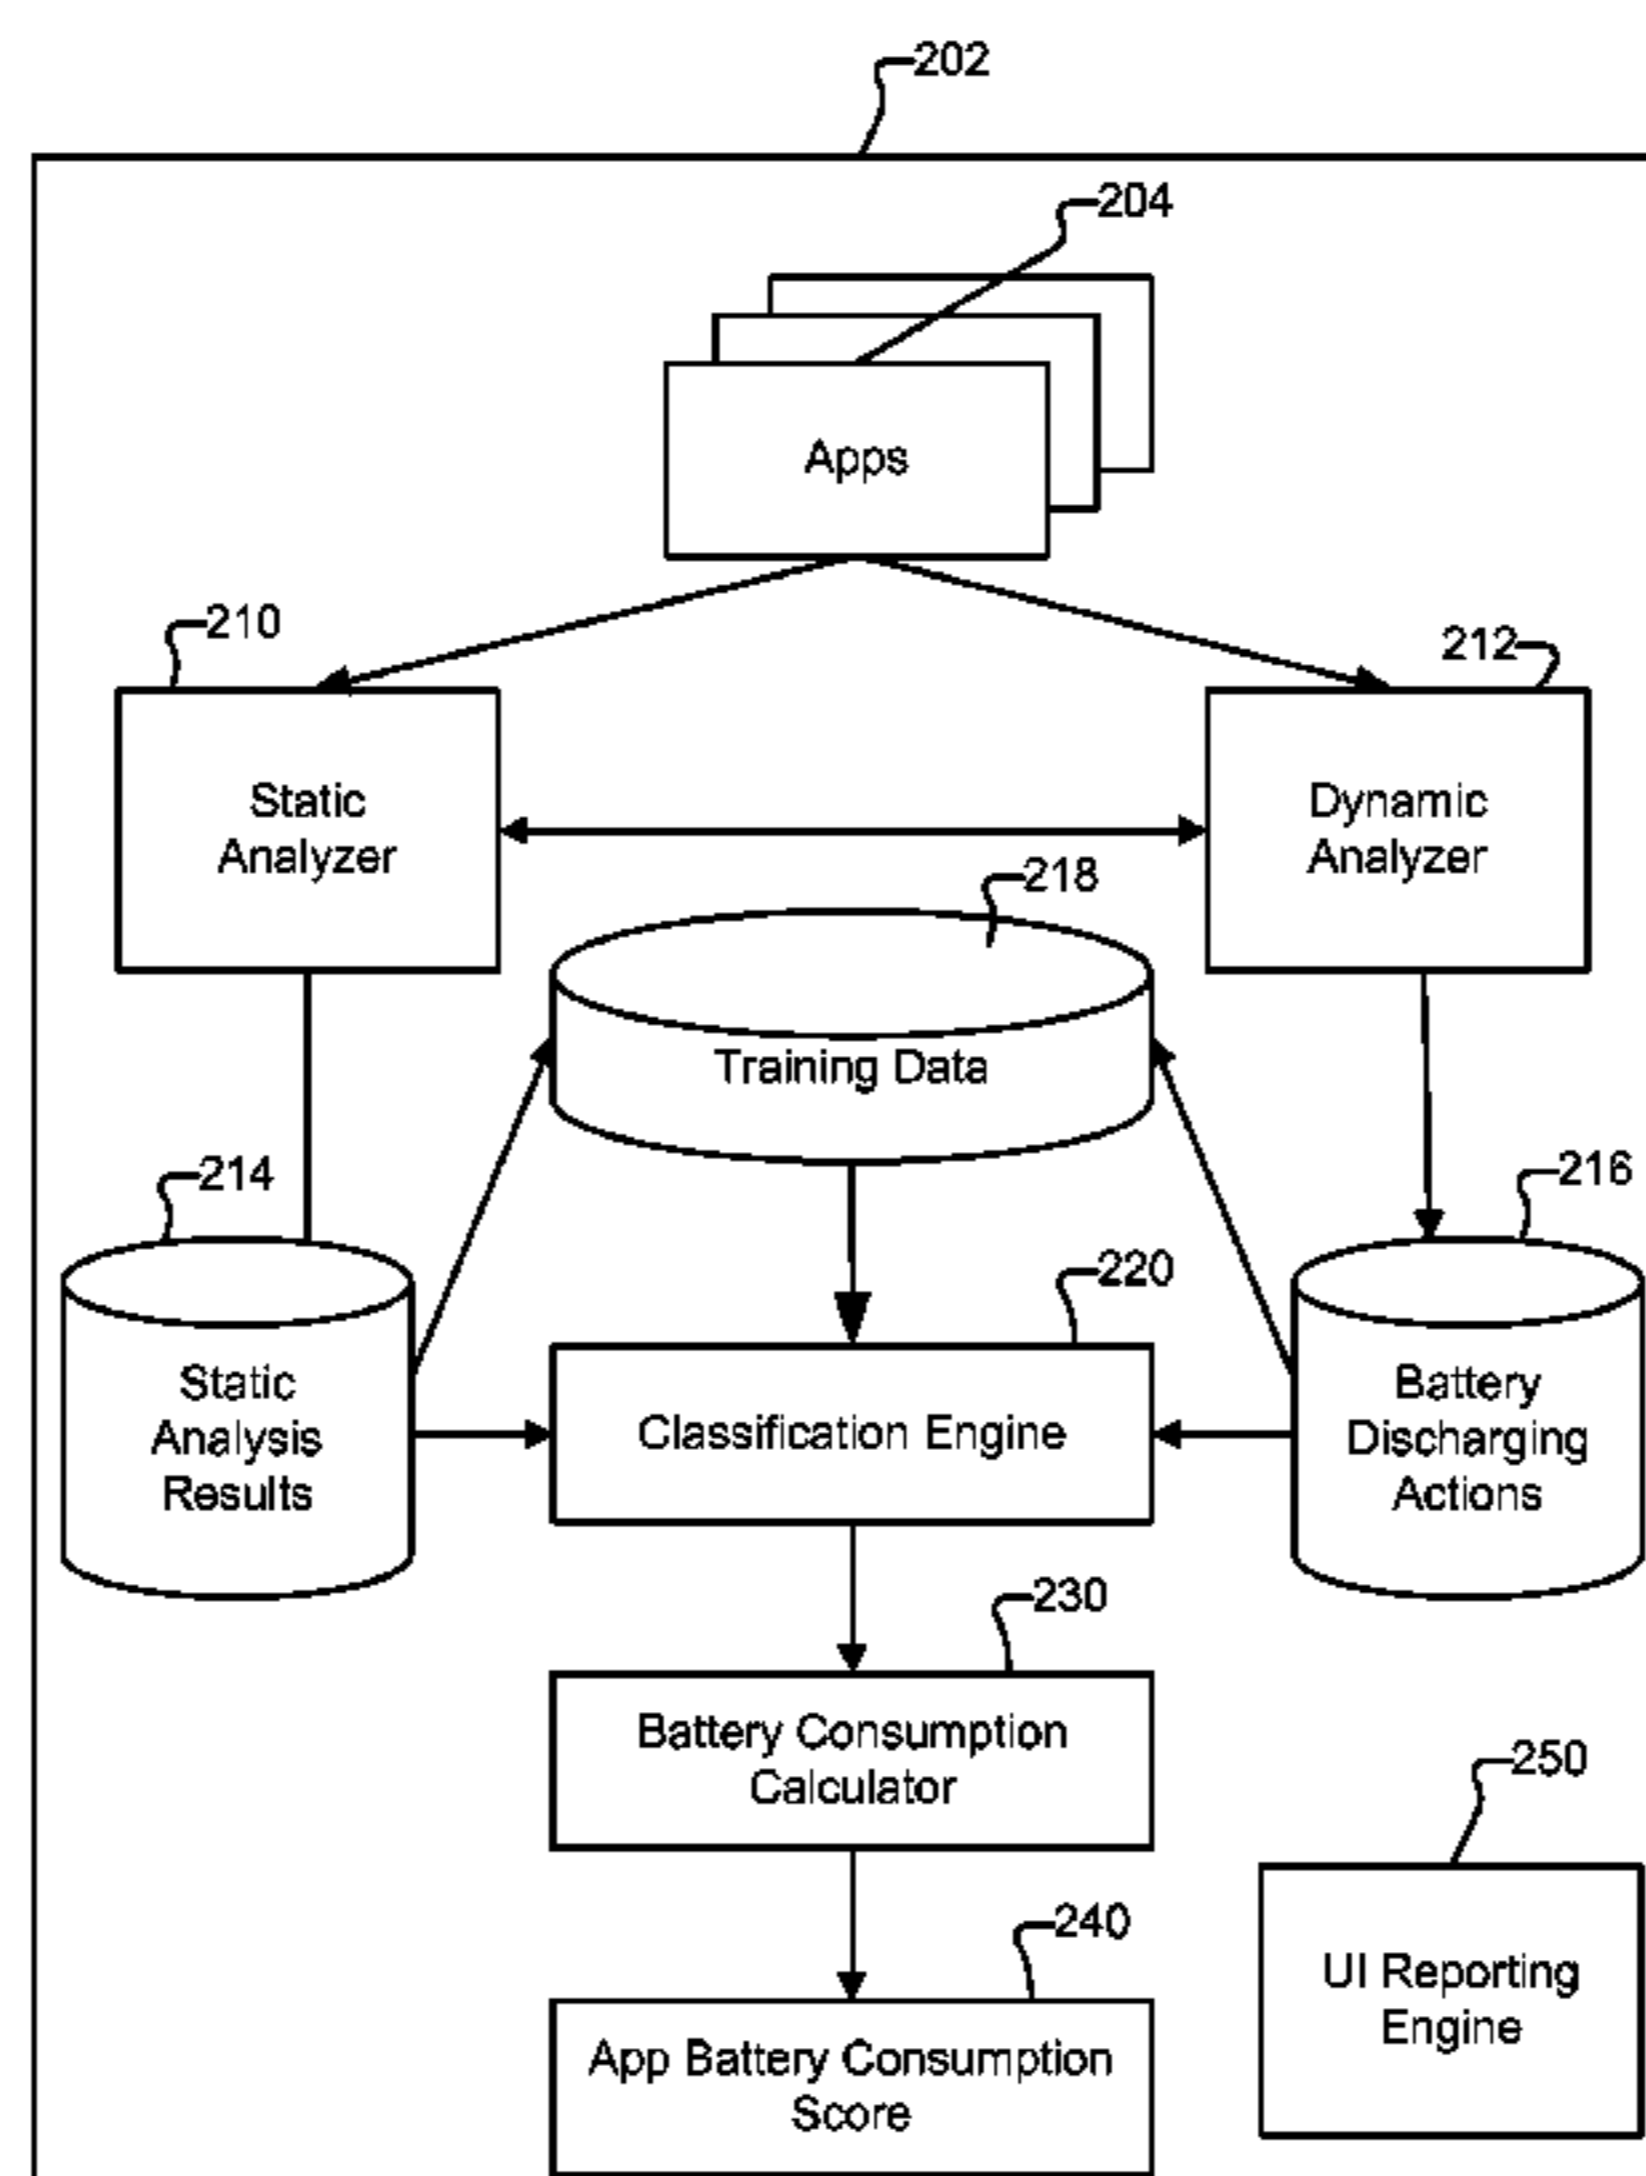 202
204
Apps
210
212
Static
Analyzer
Dynamic
Analyzer
218
Training Data
214
216
220
Static
Analysis
Results
Classification Engine
Battery
Discharging
Actions
230
Battery Consumption
Calculator
250
240
UI Reporting
Engine
App Battery Consumption
Score